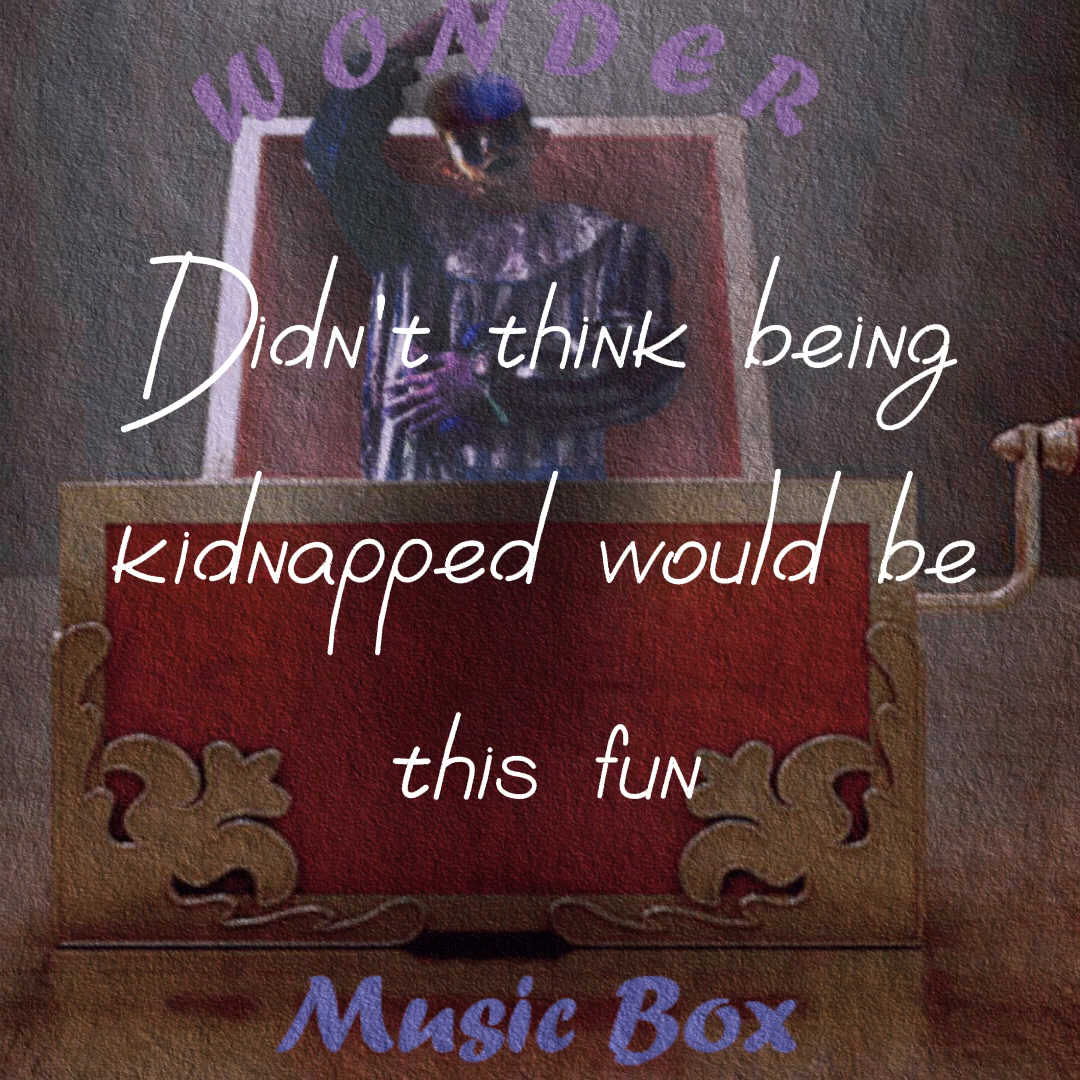 WONDER
Didn't think being
kidnapped would be
this fun
Music Box